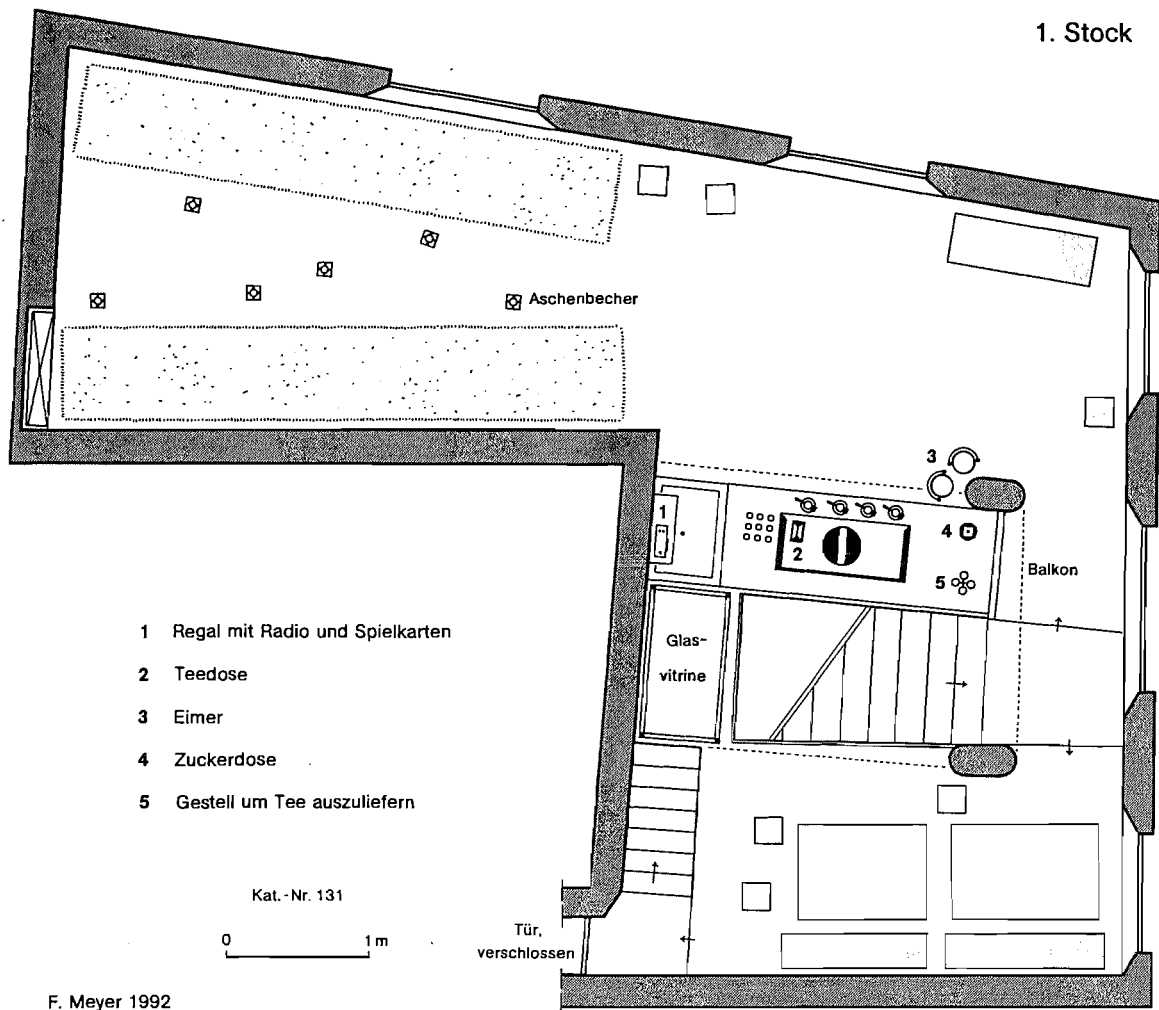 1. Stock
Aschenbecher
3
1
4
2
5
Balkon
Glas-
vitrine
1 Regal mit Radio und Spielkarten
2 Teedose
3 Eimer
4 Zuckerdose
5 Gestell um Tee auszuliefern
Kat.-Nr. 131
0 1 m
Tür,
verschlossen
F. Meyer 1992